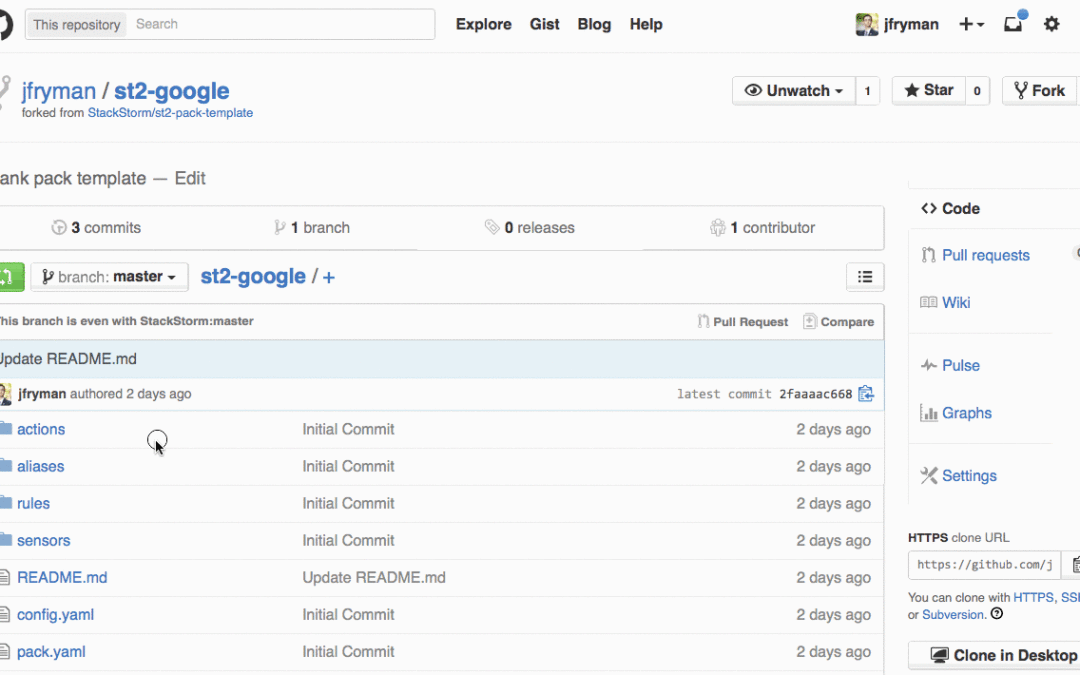 This repository Search Explore Gist Blog Help jfryman
jfryman / st2-google
Unwatch 1 Star 0 Fork
forked from StackStorm/st2-pack-template
ank pack template — Edit
3 commits 1 branch 0 releases 1 contributor
branch: master st2-google / +
This branch is even with StackStorm:master Pull Request Compare
Update README.md
jfryman authored 2 days ago latest commit 2faaaac668
actions Initial Commit 2 days ago
aliases Initial Commit 2 days ago
rules Initial Commit 2 days ago
sensors Initial Commit 2 days ago
README.md Update README.md 2 days ago
config.yaml Initial Commit 2 days ago
pack.yaml Initial Commit 2 days ago
Code
Pull requests
Wiki
Pulse
Graphs
Settings
HTTPS clone URL
https://github.com/j
You can clone with HTTPS, SSH
or Subversion.
Clone in Desktop